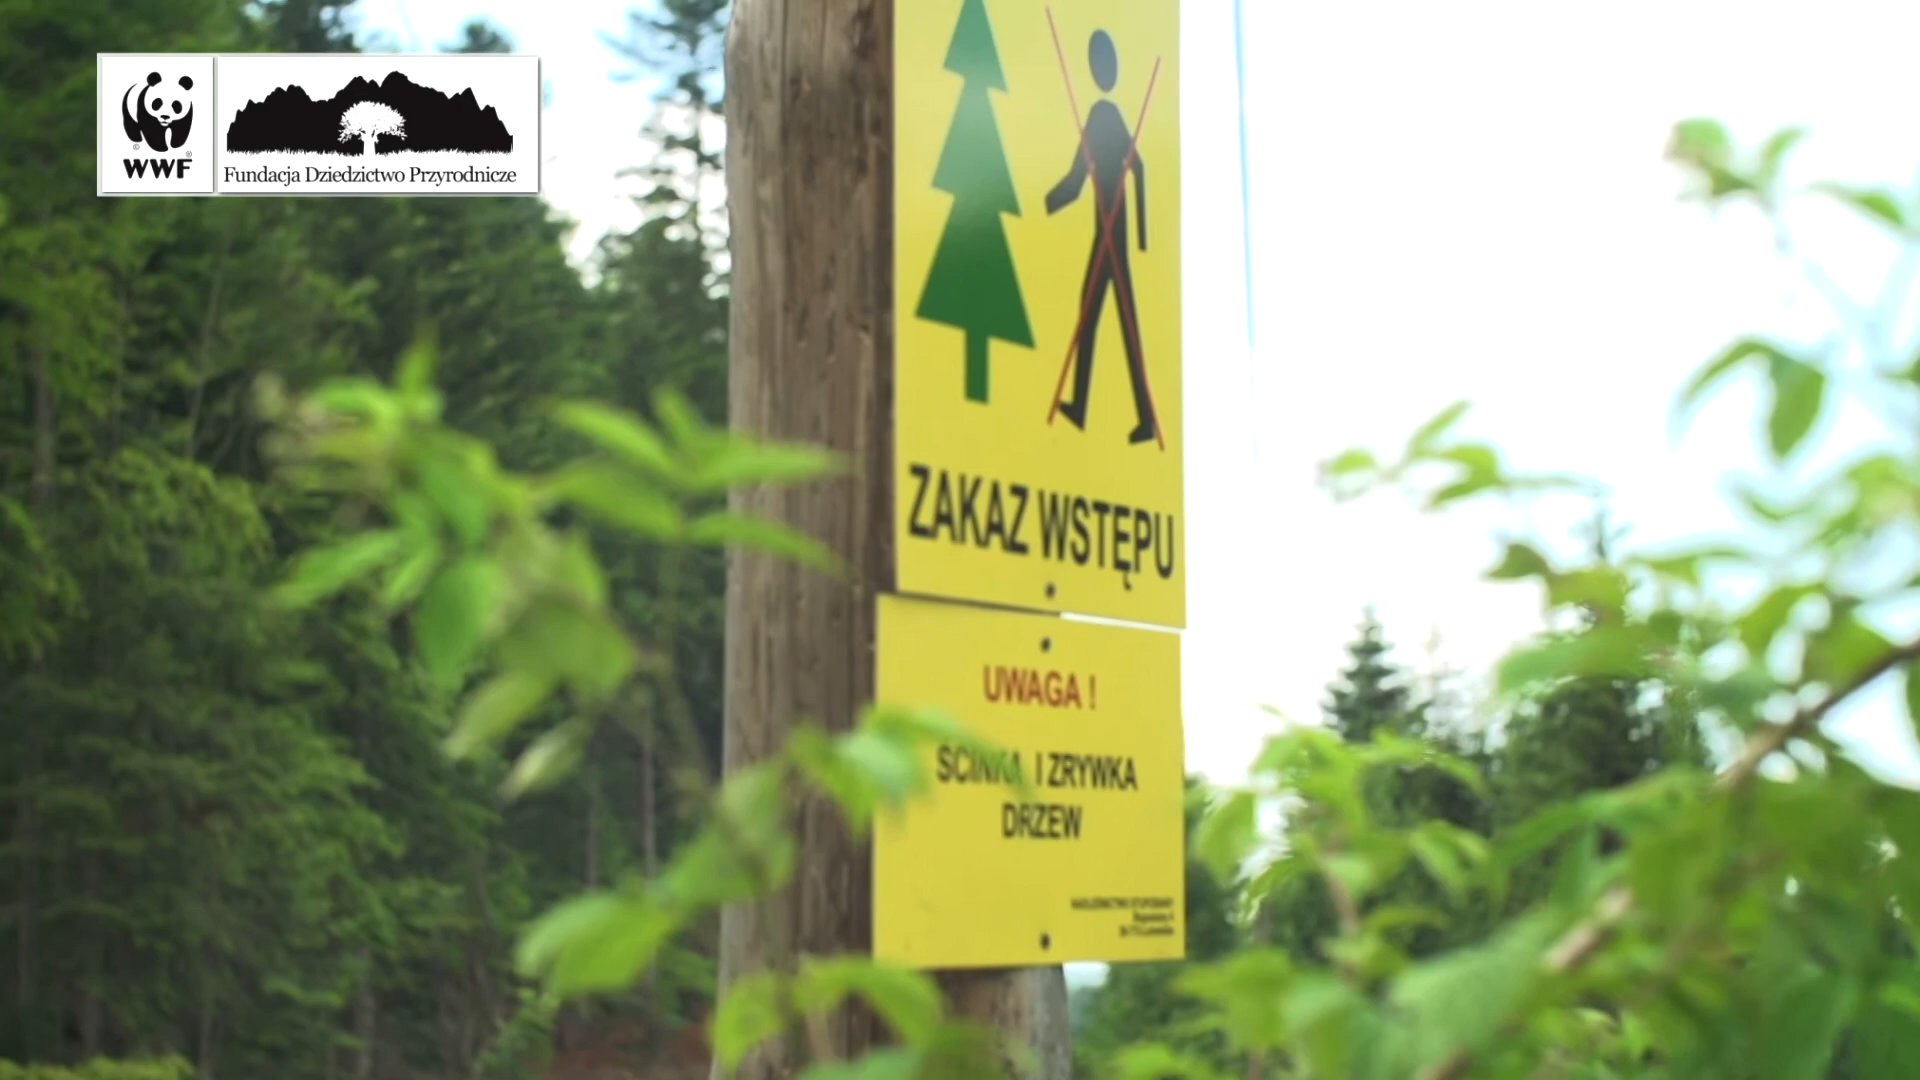 WWF
Fundacja Dziedzictwo Przyrodnicze
ZAKAZ WSTĘPU
UWAGA !
ŚCINKA I ZRYWKA
DRZEW